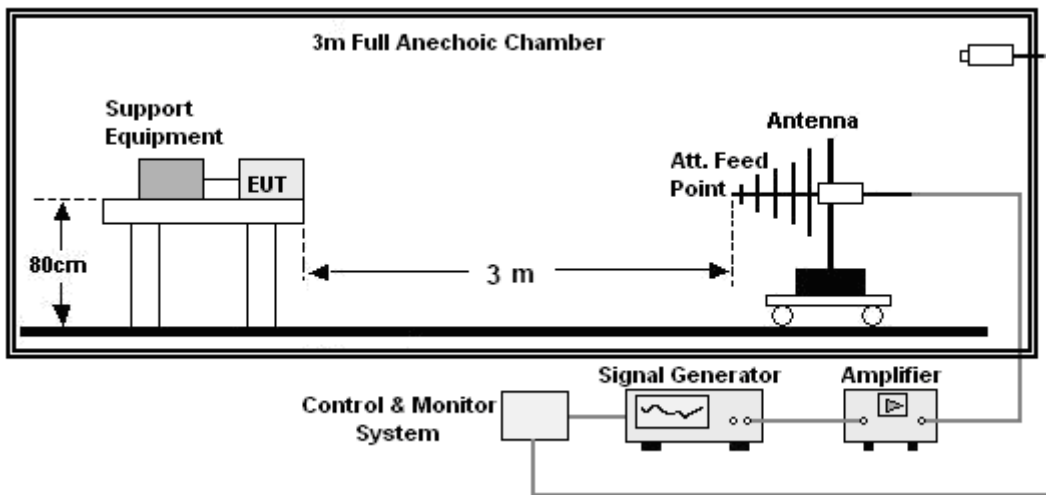 3m Full Anechoic Chamber
Support
Equipment
Antenna
Att. Feed
Point
EUT
80cm
3 m
Signal Generator
Amplifier
Control & Monitor
System